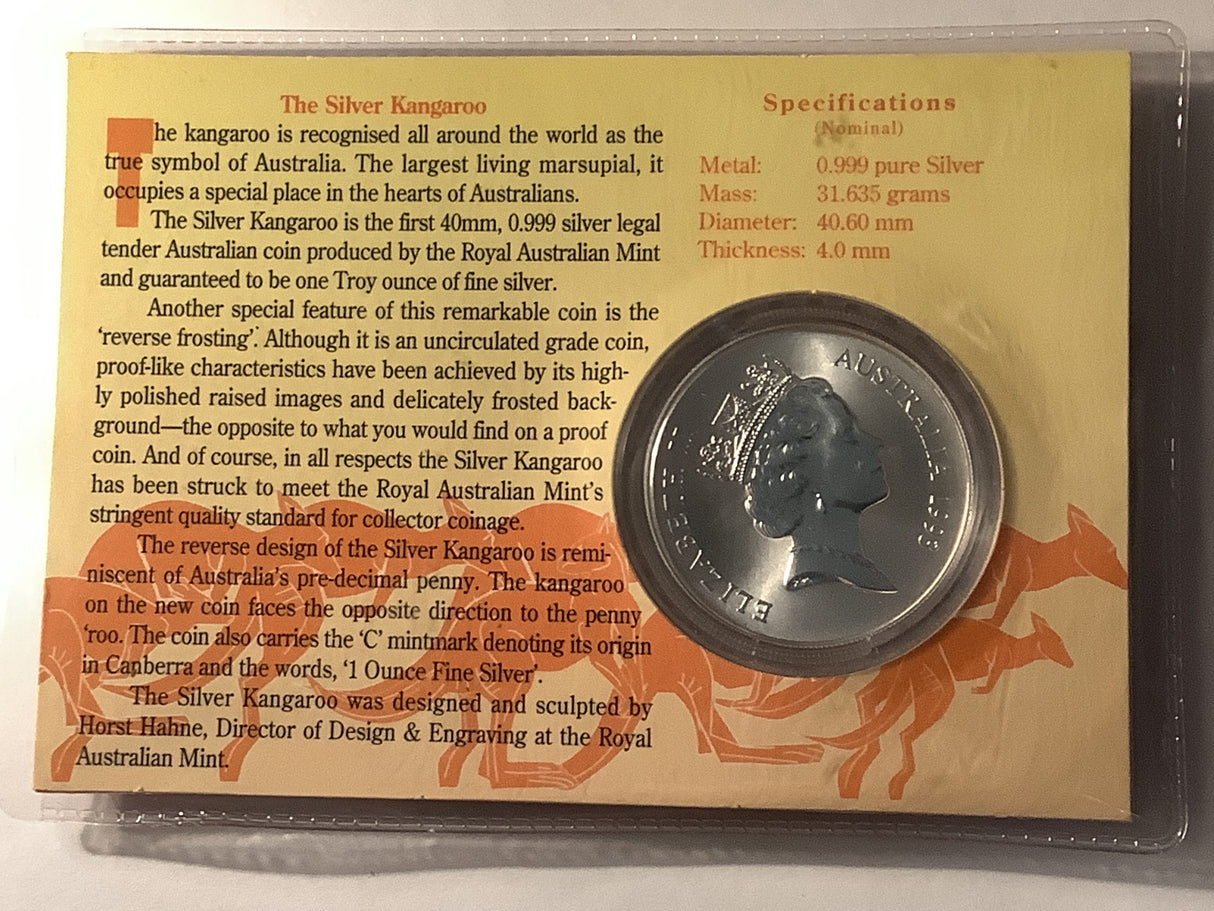 The Silver Kangaroo
The kangaroo is recognised all around the world as the
true symbol of Australia. The largest living marsupial, it
occupies a special place in the hearts of Australians.
The Silver Kangaroo is the first 40mm, 0.999 silver legal
tender Australian coin produced by the Royal Australian Mint
and guaranteed to be one Troy ounce of fine silver.
Another special feature of this remarkable coin is the
‘reverse frosting’. Although it is an uncirculated grade coin,
proof-like characteristics have been achieved by its high-
ly polished raised images and delicately frosted back-
ground—the opposite to what you would find on a proof
coin. And of course, in all respects the Silver Kangaroo
has been struck to meet the Royal Australian Mint’s
stringent quality standard for collector coinage.
The reverse design of the Silver Kangaroo is remi-
niscent of Australia’s pre-decimal penny. The kangaroo
on the new coin faces the opposite direction to the penny
‘roo. The coin also carries the ‘C’ mintmark denoting its origin
in Canberra and the words, ‘1 Ounce Fine Silver’.
The Silver Kangaroo was designed and sculpted by
Horst Hahne, Director of Design & Engraving at the Royal
Australian Mint.
Specifications
(Nominal)
Metal: 0.999 pure Silver
Mass: 31.635 grams
Diameter: 40.60 mm
Thickness: 4.0 mm
ELIZABETH II
AUSTRALIA 1993